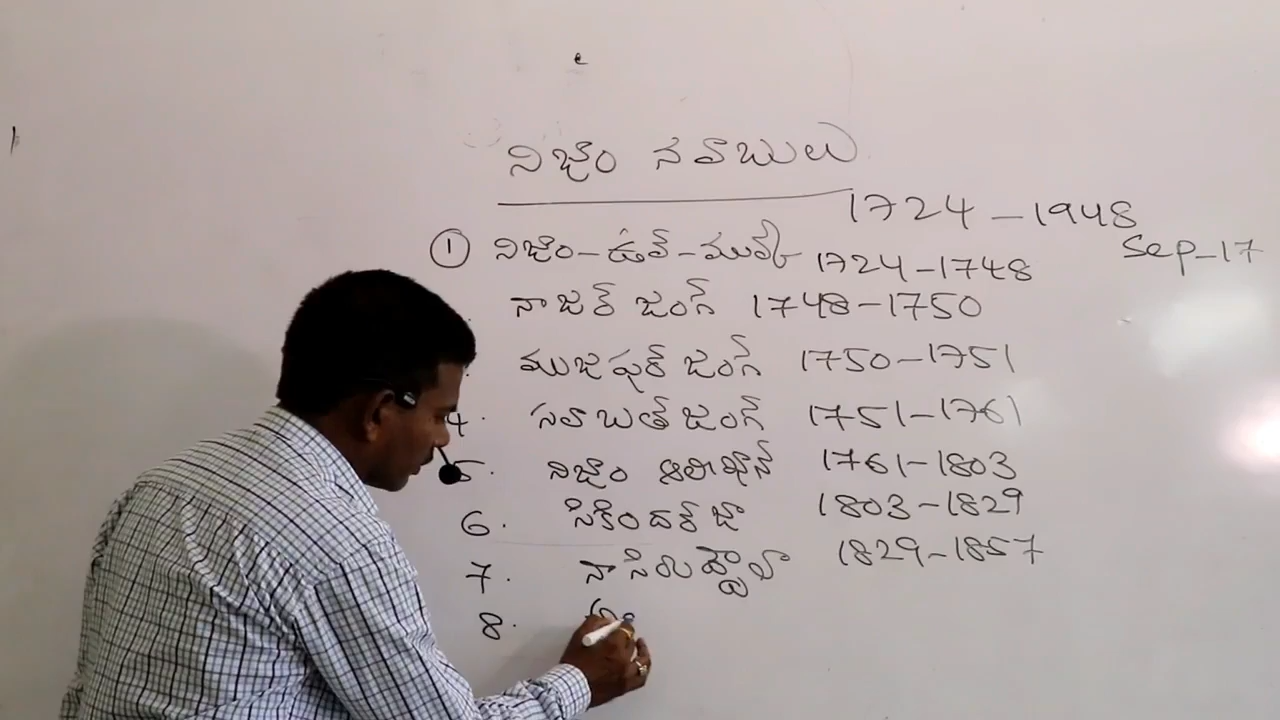 నిజాం నవాబులు
1724 - 1948
Sep-17
① నిజాం-ఉల్-ముల్క్ 1724-1748
నాజర్ జంగ్ 1748-1750
ముజఫర్ జంగ్ 1750-1751
4. సలాబత్ జంగ్ 1751-1761
5. నిజాం ఆలీఖాన్ 1761-1803
6. సికిందర్ జా 1803-1829
7. నాసిరుద్దౌలా 1829-1857
8.